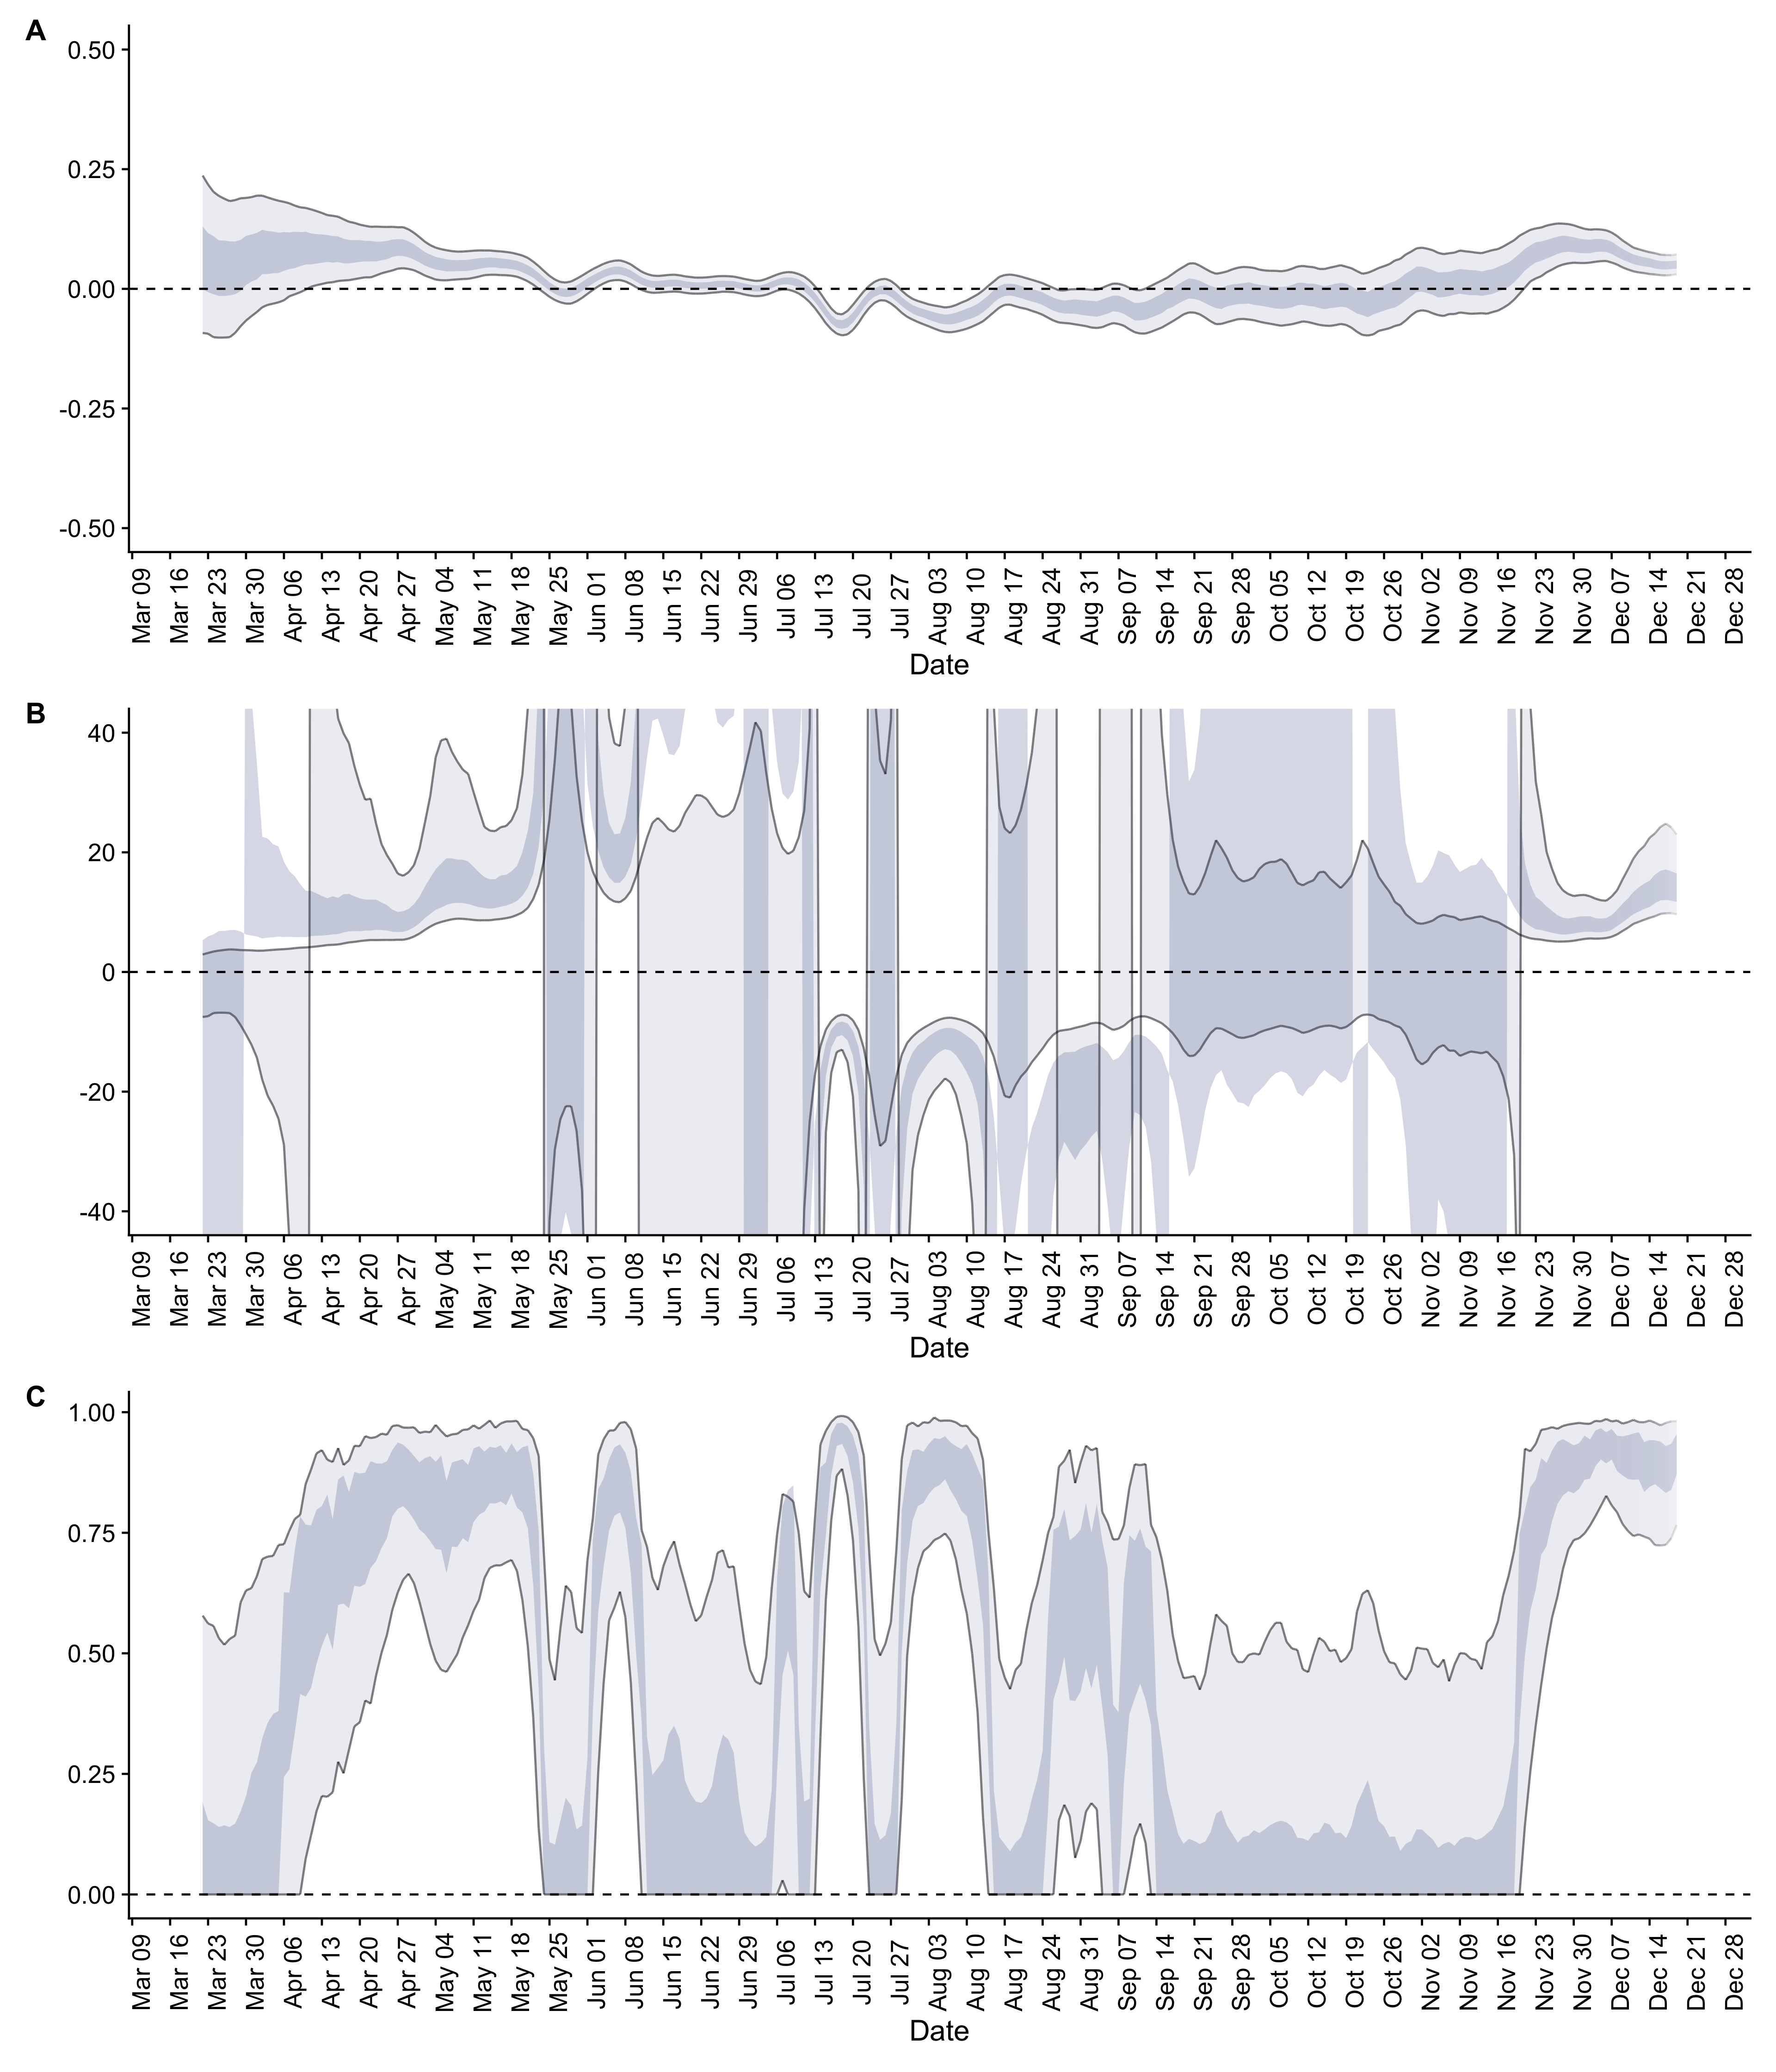 A
0.50
0.25
0.00
-0.25
-0.50
Mar 09 Mar 16 Mar 23 Mar 30 Apr 06 Apr 13 Apr 20 Apr 27 May 04 May 11 May 18 May 25 Jun 01 Jun 08 Jun 15 Jun 22 Jun 29 Jul 06 Jul 13 Jul 20 Jul 27 Aug 03 Aug 10 Aug 17 Aug 24 Aug 31 Sep 07 Sep 14 Sep 21 Sep 28 Oct 05 Oct 12 Oct 19 Oct 26 Nov 02 Nov 09 Nov 16 Nov 23 Nov 30 Dec 07 Dec 14 Dec 21 Dec 28
Date
B
40
20
0
-20
-40
Mar 09 Mar 16 Mar 23 Mar 30 Apr 06 Apr 13 Apr 20 Apr 27 May 04 May 11 May 18 May 25 Jun 01 Jun 08 Jun 15 Jun 22 Jun 29 Jul 06 Jul 13 Jul 20 Jul 27 Aug 03 Aug 10 Aug 17 Aug 24 Aug 31 Sep 07 Sep 14 Sep 21 Sep 28 Oct 05 Oct 12 Oct 19 Oct 26 Nov 02 Nov 09 Nov 16 Nov 23 Nov 30 Dec 07 Dec 14 Dec 21 Dec 28
Date
C
1.00
0.75
0.50
0.25
0.00
Mar 09 Mar 16 Mar 23 Mar 30 Apr 06 Apr 13 Apr 20 Apr 27 May 04 May 11 May 18 May 25 Jun 01 Jun 08 Jun 15 Jun 22 Jun 29 Jul 06 Jul 13 Jul 20 Jul 27 Aug 03 Aug 10 Aug 17 Aug 24 Aug 31 Sep 07 Sep 14 Sep 21 Sep 28 Oct 05 Oct 12 Oct 19 Oct 26 Nov 02 Nov 09 Nov 16 Nov 23 Nov 30 Dec 07 Dec 14 Dec 21 Dec 28
Date